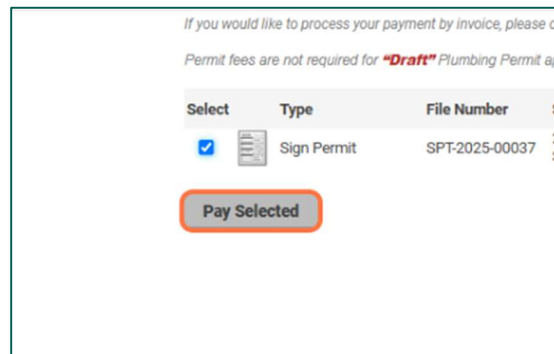 If you would like to process your payment by invoice, please
Permit fees are not required for "Draft" Plumbing Permit
Select Type File Number
Sign Permit SPT-2025-00037
Pay Selected